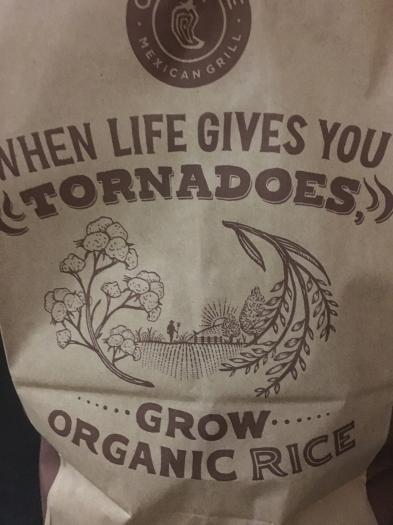 MEXICAN GRILL
WHEN LIFE GIVES YOU
TORNADOES,
GROW
ORGANIC RICE